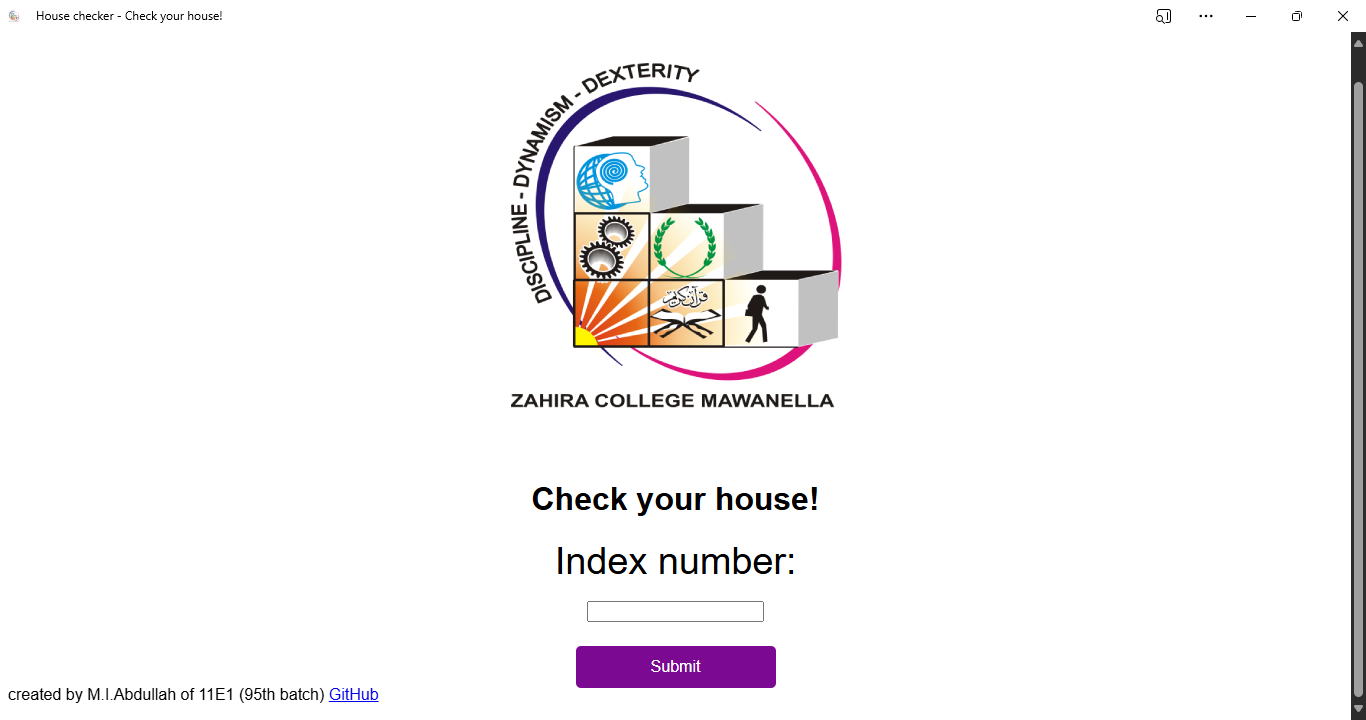 House checker - Check your house!
DISCIPLINE - DYNAMISM - DEXTERITY
قرآن كريم
ZAHIRA COLLEGE MAWANELLA
Check your house!
Index number:
Submit
created by M.I.Abdullah of 11E1 (95th batch) GitHub